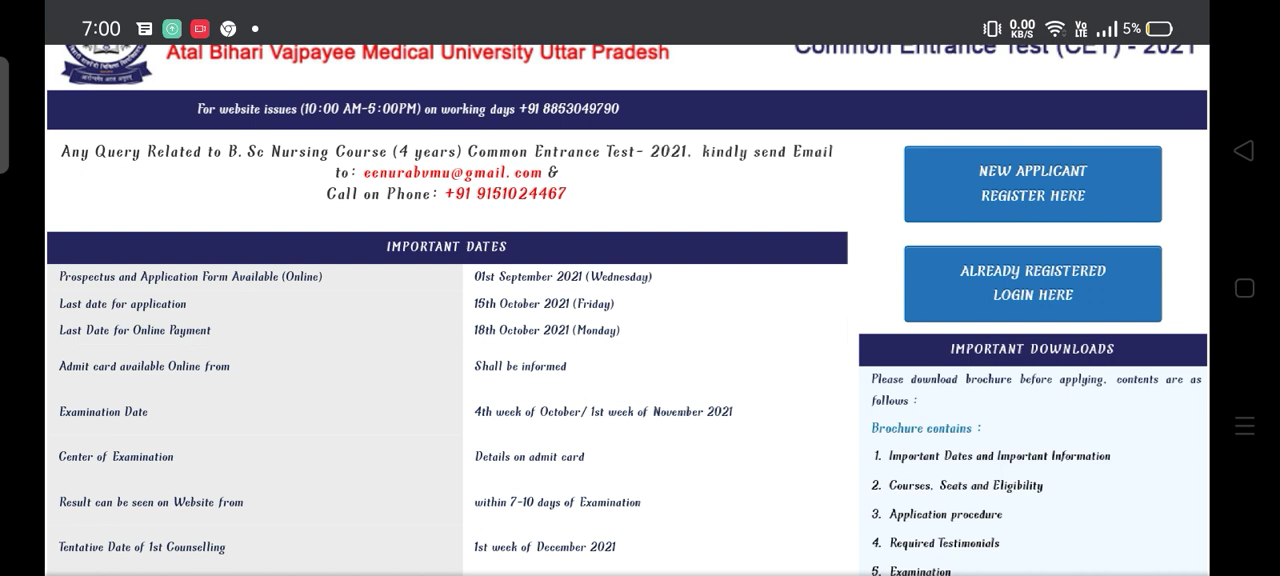 7:00
0.00
KB/S
Vo
LTE
5%
Atal Bihari Vajpayee Medical University Uttar Pradesh
Common Entrance Test (CET) - 2021
For website issues (10:00 AM-5:00PM) on working days +91 8853049790
Any Query Related to B. Sc Nursing Course (4 years) Common Entrance Test- 2021, kindly send Email
to: eenurabvmu@gmail.com &
Call on Phone: +91 9151024467
NEW APPLICANT
REGISTER HERE
ALREADY REGISTERED
LOGIN HERE
IMPORTANT DATES
Prospectus and Application Form Available (Online) 01st September 2021 (Wednesday)
Last date for application 15th October 2021 (Friday)
Last Date for Online Payment 18th October 2021 (Monday)
Admit card available Online from Shall be informed
Examination Date 4th week of October/ 1st week of November 2021
Center of Examination Details on admit card
Result can be seen on Website from within 7-10 days of Examination
Tentative Date of 1st Counselling 1st week of December 2021
IMPORTANT DOWNLOADS
Please download brochure before applying, contents are as
follows :
Brochure contains :
1. Important Dates and Important Information
2. Courses, Seats and Eligibility
3. Application procedure
4. Required Testimonials
5. Examination